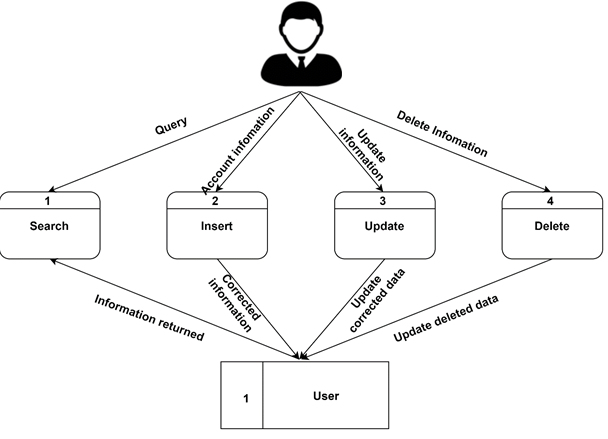 Query
Account infomation
Update
information
Delete Infomation
1
Search
2
Insert
3
Update
4
Delete
Information returned
Corrected
information
Update
corrected data
Update deleted data
1
User